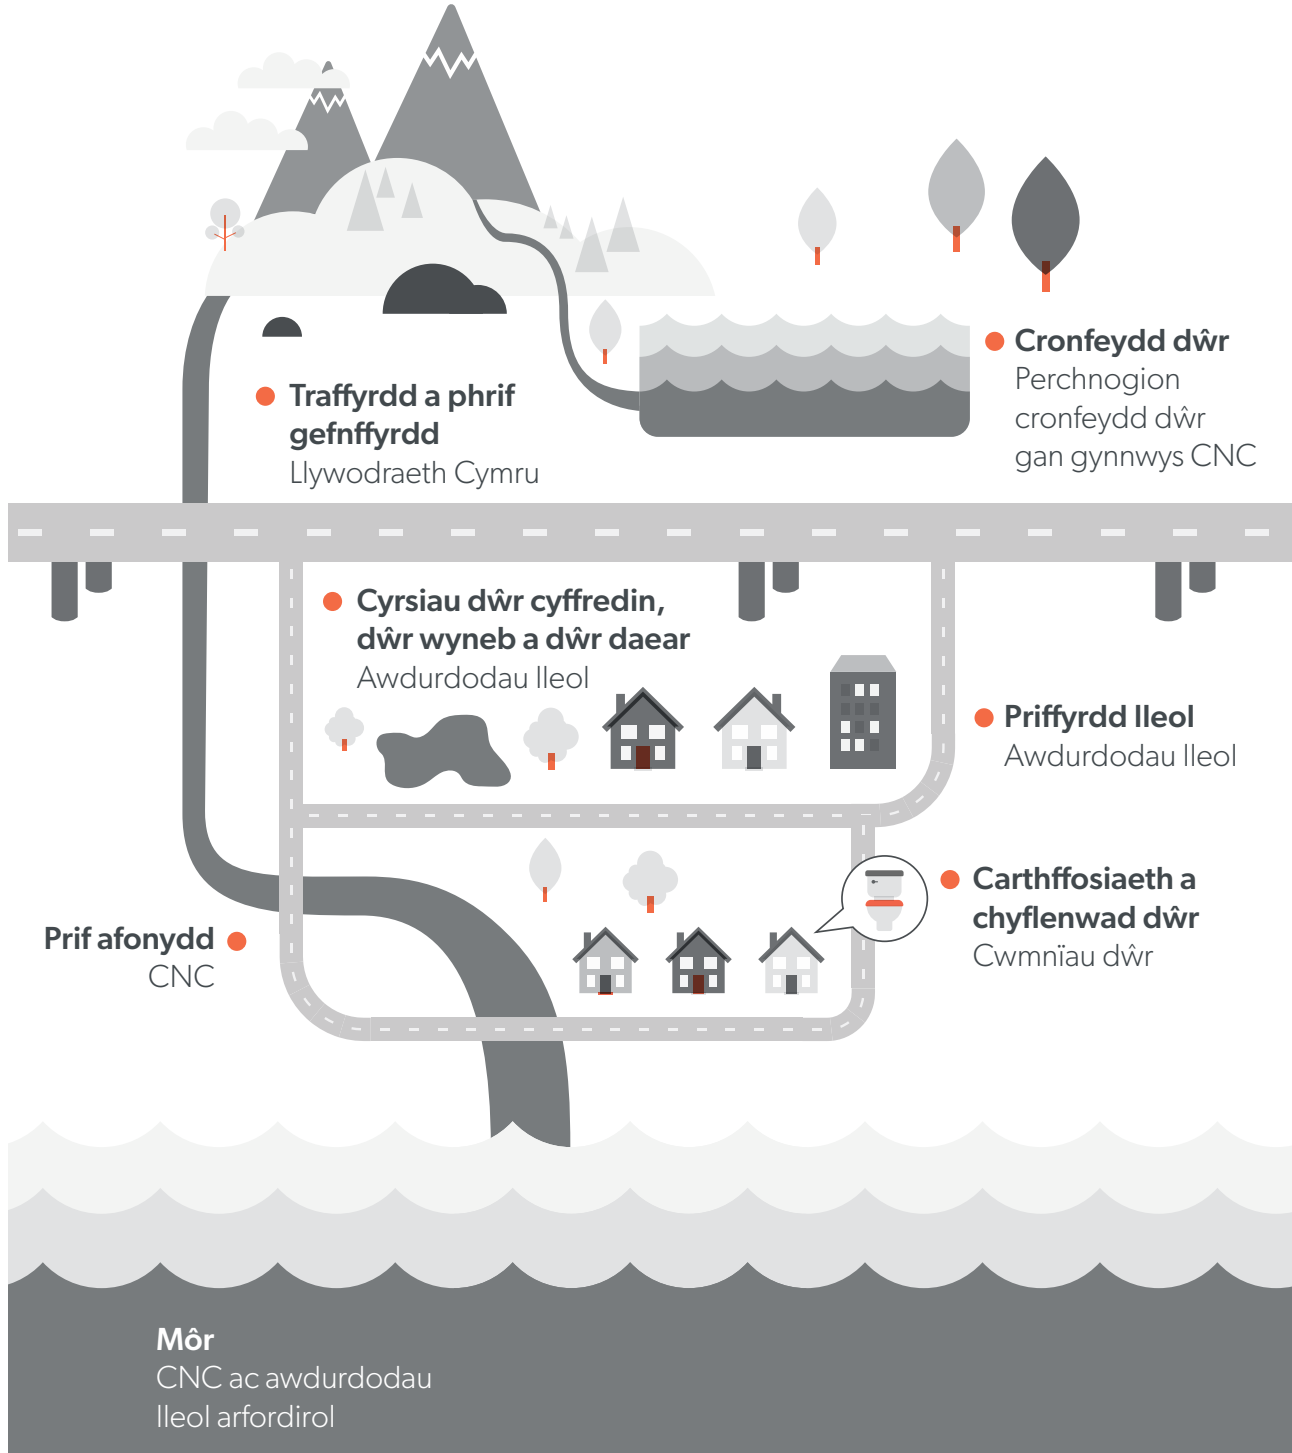 Traffyrdd a phrif
gefnffyrdd
Llywodraeth Cymru
Cronfeydd dŵr
Perchnogion
cronfeydd dŵr
gan gynnwys CNC
Cyrsiau dŵr cyffredin,
dŵr wyneb a dŵr daear
Awdurdodau lleol
Priffyrdd lleol
Awdurdodau lleol
Carthffosiaeth a
chyflenwad dŵr
Cwmnïau dŵr
Prif afonydd
CNC
Môr
CNC ac awdurdodau
lleol arfordirol